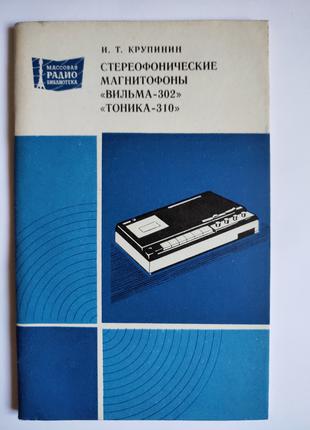 МАССОВАЯ
РАДИО
БИБЛИОТЕКА
И. Т. КРУПИНИН
СТЕРЕОФОНИЧЕСКИЕ
МАГНИТОФОНЫ
«ВИЛЬМА-302»
«ТОНИКА-310»